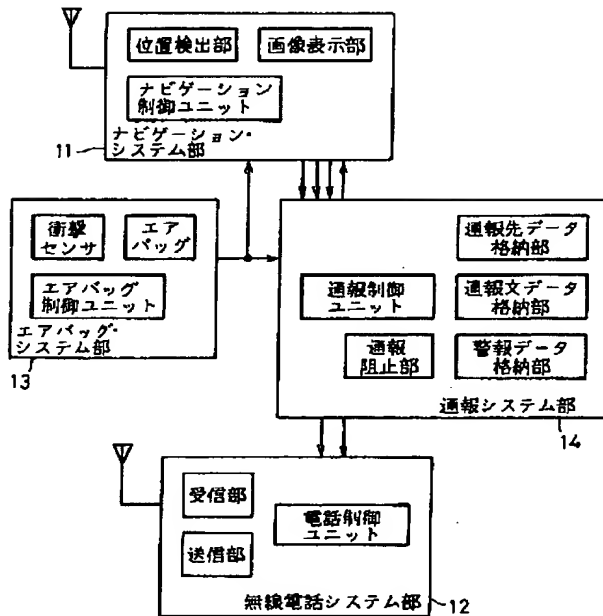 位置検出部
画像表示部
ナビゲーション
制御ユニット
ナビゲーション・
システム部
11
衝撃
センサ
エア
バッグ
エアバッグ
制御ユニット
エアバッグ・
システム部
13
通報先データ
格納部
通報制御
ユニット
通報文データ
格納部
通報
阻止部
警報データ
格納部
通報システム部
14
受信部
送信部
電話制御
ユニット
無線電話システム部
12